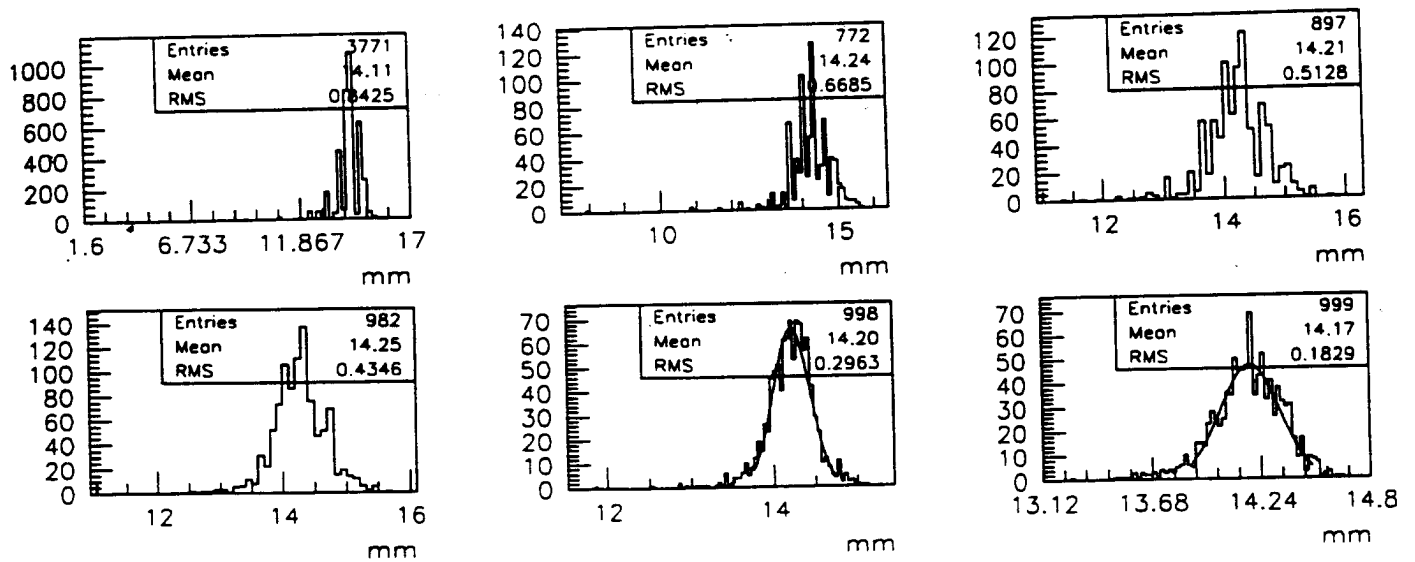 Entries 3771
Mean 14.11
RMS 0.8425
1000
800
600
400
200
0
1.6 6.733 11.867 17
mm
Entries 772
Mean 14.24
RMS 0.6685
140
120
100
80
60
40
20
0
10 15
mm
Entries 897
Mean 14.21
RMS 0.5128
120
100
80
60
40
20
0
12 14 16
mm
Entries 982
Mean 14.25
RMS 0.4346
140
120
100
80
60
40
20
0
12 14 16
mm
Entries 998
Mean 14.20
RMS 0.2963
70
60
50
40
30
20
10
0
12 14
mm
Entries 999
Mean 14.17
RMS 0.1829
70
60
50
40
30
20
10
0
13.12 13.68 14.24 14.8
mm